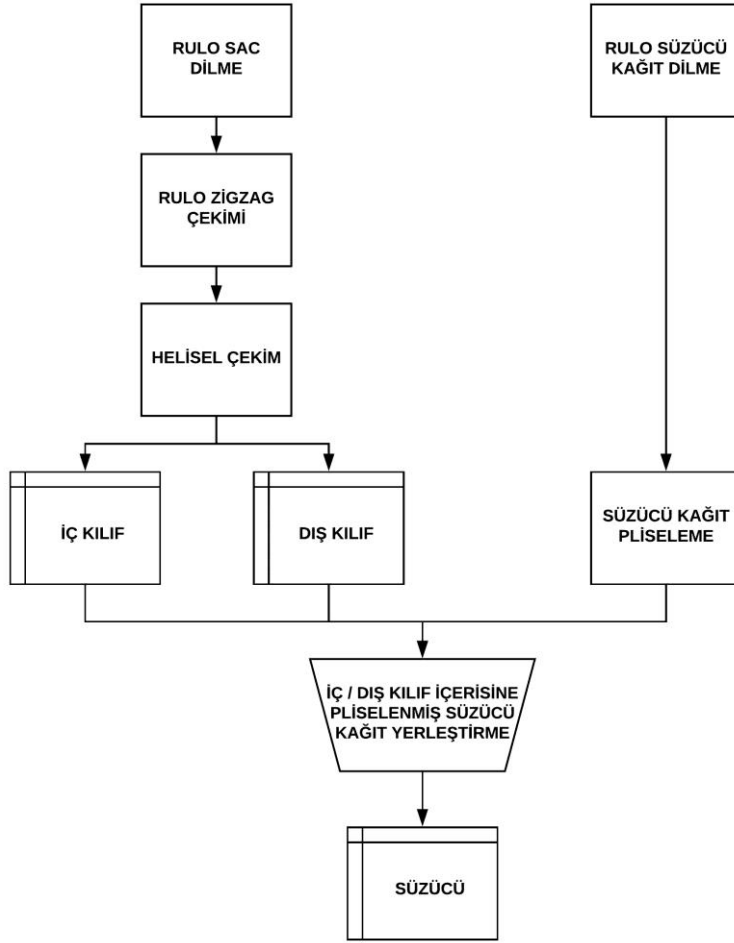 RULO SAC
DİLME
RULO SÜZÜCÜ
KAĞIT DİLME
RULO ZİGZAG
ÇEKİMİ
HELİSEL ÇEKİM
İÇ KILIF
DIŞ KILIF
SÜZÜCÜ KAĞIT
PLİSELEME
İÇ / DIŞ KILIF İÇERİSİNE
PLİSELENMİŞ SÜZÜCÜ
KAĞIT YERLEŞTİRME
SÜZÜCÜ